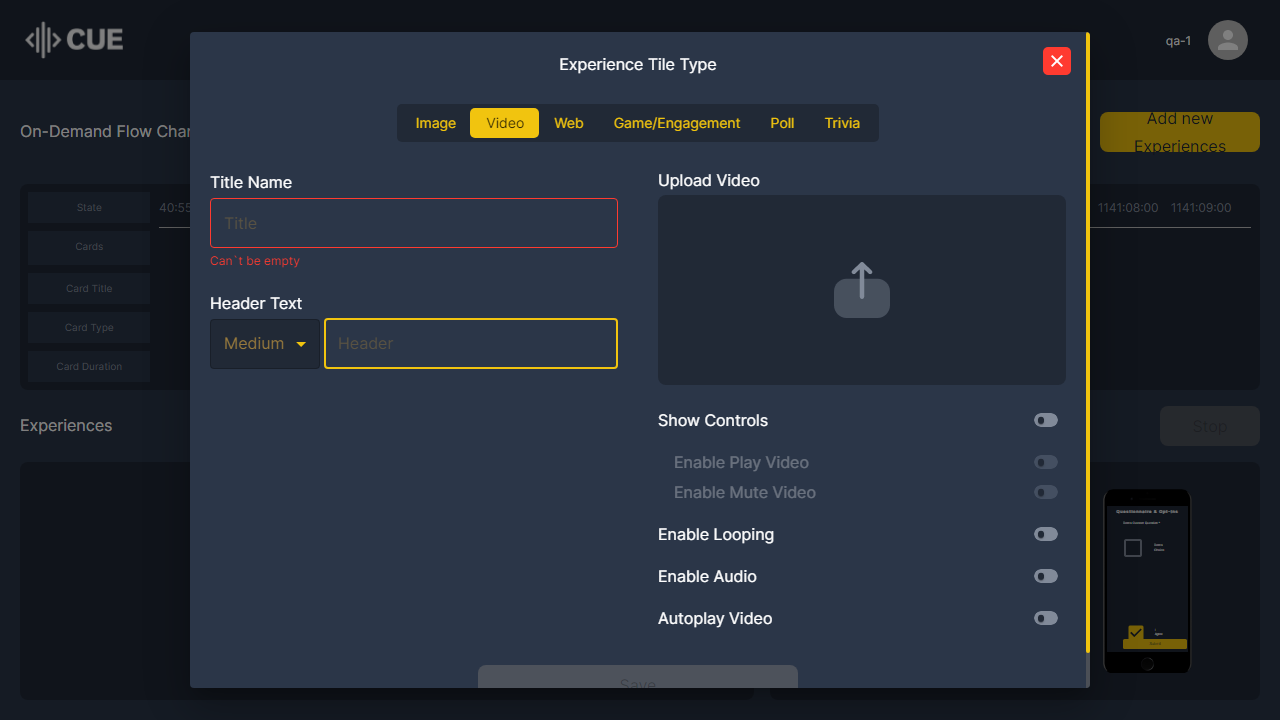 CUE
qa-1
Experience Tile Type
Image Video Web Game/Engagement Poll Trivia
On-Demand Flow Char
Add new
Experiences
Title Name
Title
Can`t be empty
Header Text
Medium Header
Upload Video
State 40:55
Cards
Card Title
Card Type
Card Duration
1141:08:00 1141:09:00
Experiences
Stop
Show Controls
Enable Play Video
Enable Mute Video
Enable Looping
Enable Audio
Autoplay Video
Save
Questionnaire & Opt-Ins